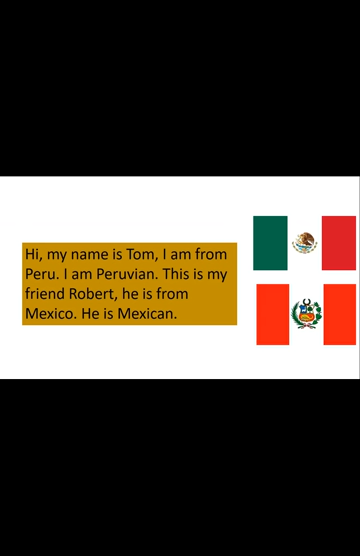 Hi, my name is Tom, I am from
Peru. I am Peruvian. This is my
friend Robert, he is from
Mexico. He is Mexican.